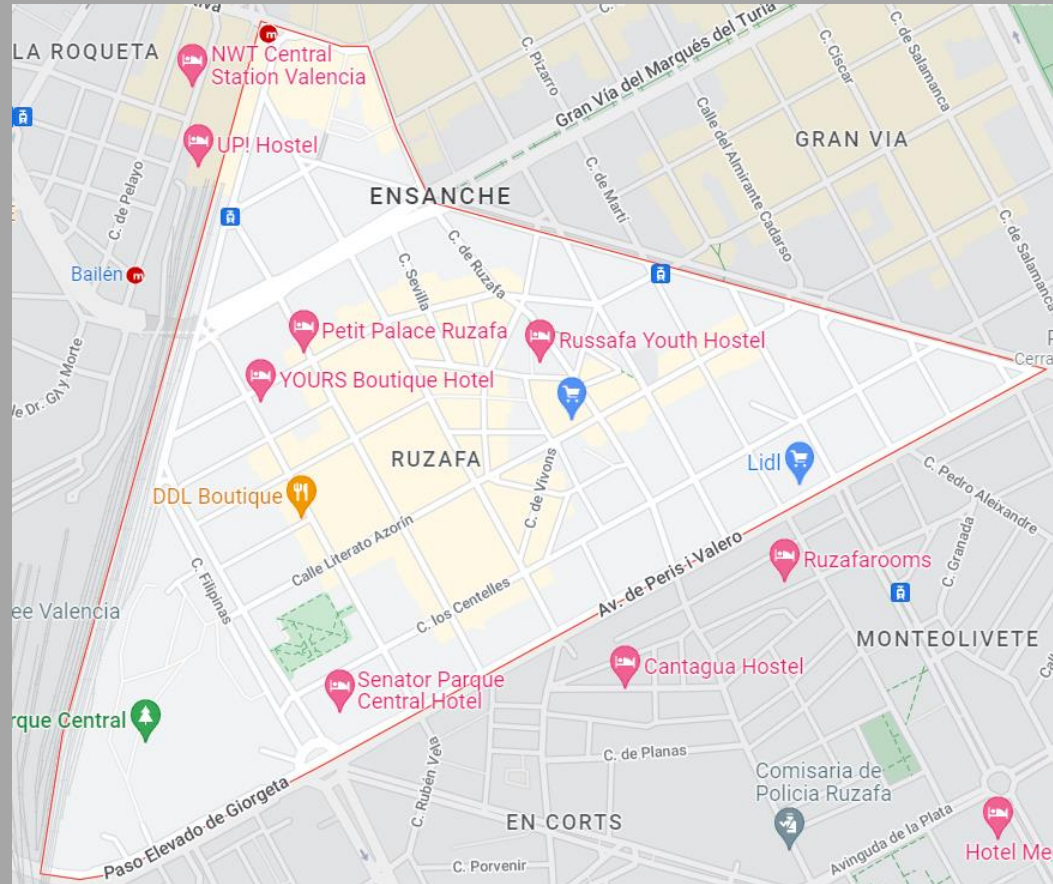 LA ROQUETA
NWT Central
Station Valencia
UP! Hostel
C. de Pelayo
Bailén
C. Pizarro
Gran Vía del Marqués del Turia
C. Císcar
C. de Salamanca
GRAN VIA
Calle del Almirante Cadarso
C. de Martí
C. de Salamanca
ENSANCHE
C. de Ruzafa
C. Sevilla
Petit Palace Ruzafa
Russafa Youth Hostel
YOURS Boutique Hotel
RUZAFA
Lidl
DDL Boutique
C. de Vivons
Calle Literato Azorín
C. Filipinas
C. los Centelles
Av. de Peris i Valero
C. Pedro Aleixandre
C. Granada
Ruzafarooms
MONTEOLIVETE
Cantagua Hostel
Senator Parque
Central Hotel
ee Valencia
rque Central
C. Rubén Vela
C. de Planas
Comisaria de
Policia Ruzafa
EN CORTS
Avinguda de la Plata
Hotel Me
Paso Elevado de Giorgeta
C. Porvenir